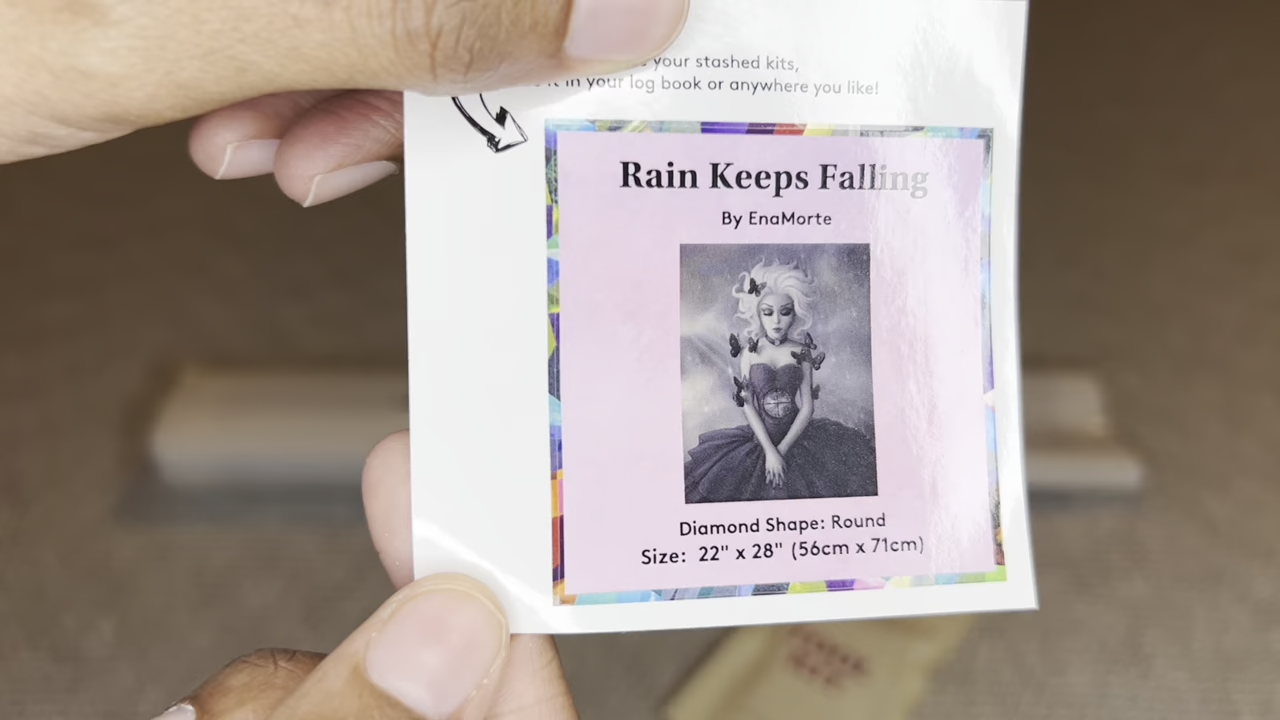 your stashed kits,
it in your log book or anywhere you like!
Rain Keeps Falling
By EnaMorte
Diamond Shape: Round
Size: 22" x 28" (56cm x 71cm)